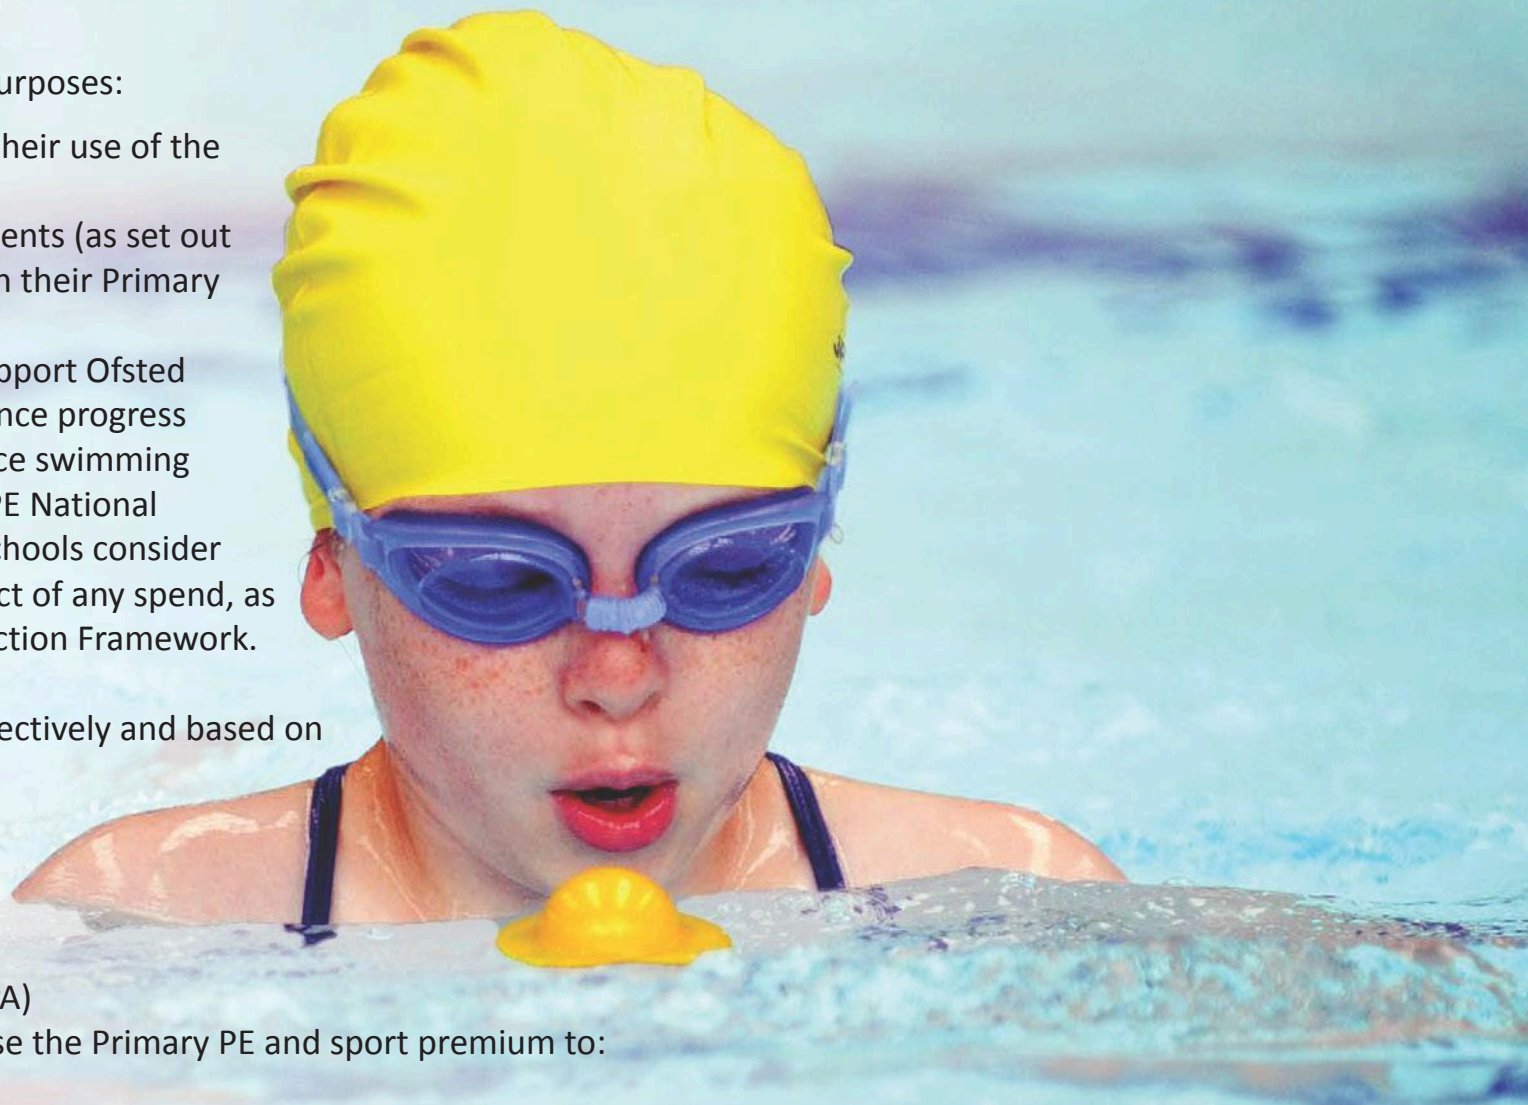 urposes:
heir use of the
ents (as set out
n their Primary
pport Ofsted
nce progress
ce swimming
PE National
chools consider
ct of any spend, as
ction Framework.
ectively and based on
A)
se the Primary PE and sport premium to: